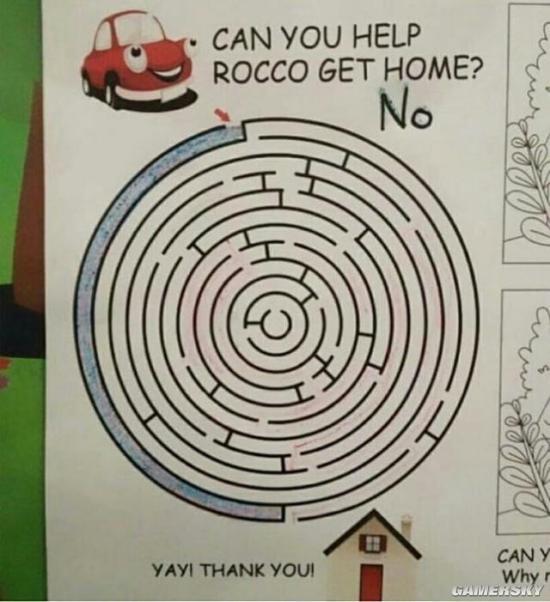 CAN YOU HELP
ROCCO GET HOME?
No
YAY! THANK YOU!
CAN Y
Why
GAMERSKY